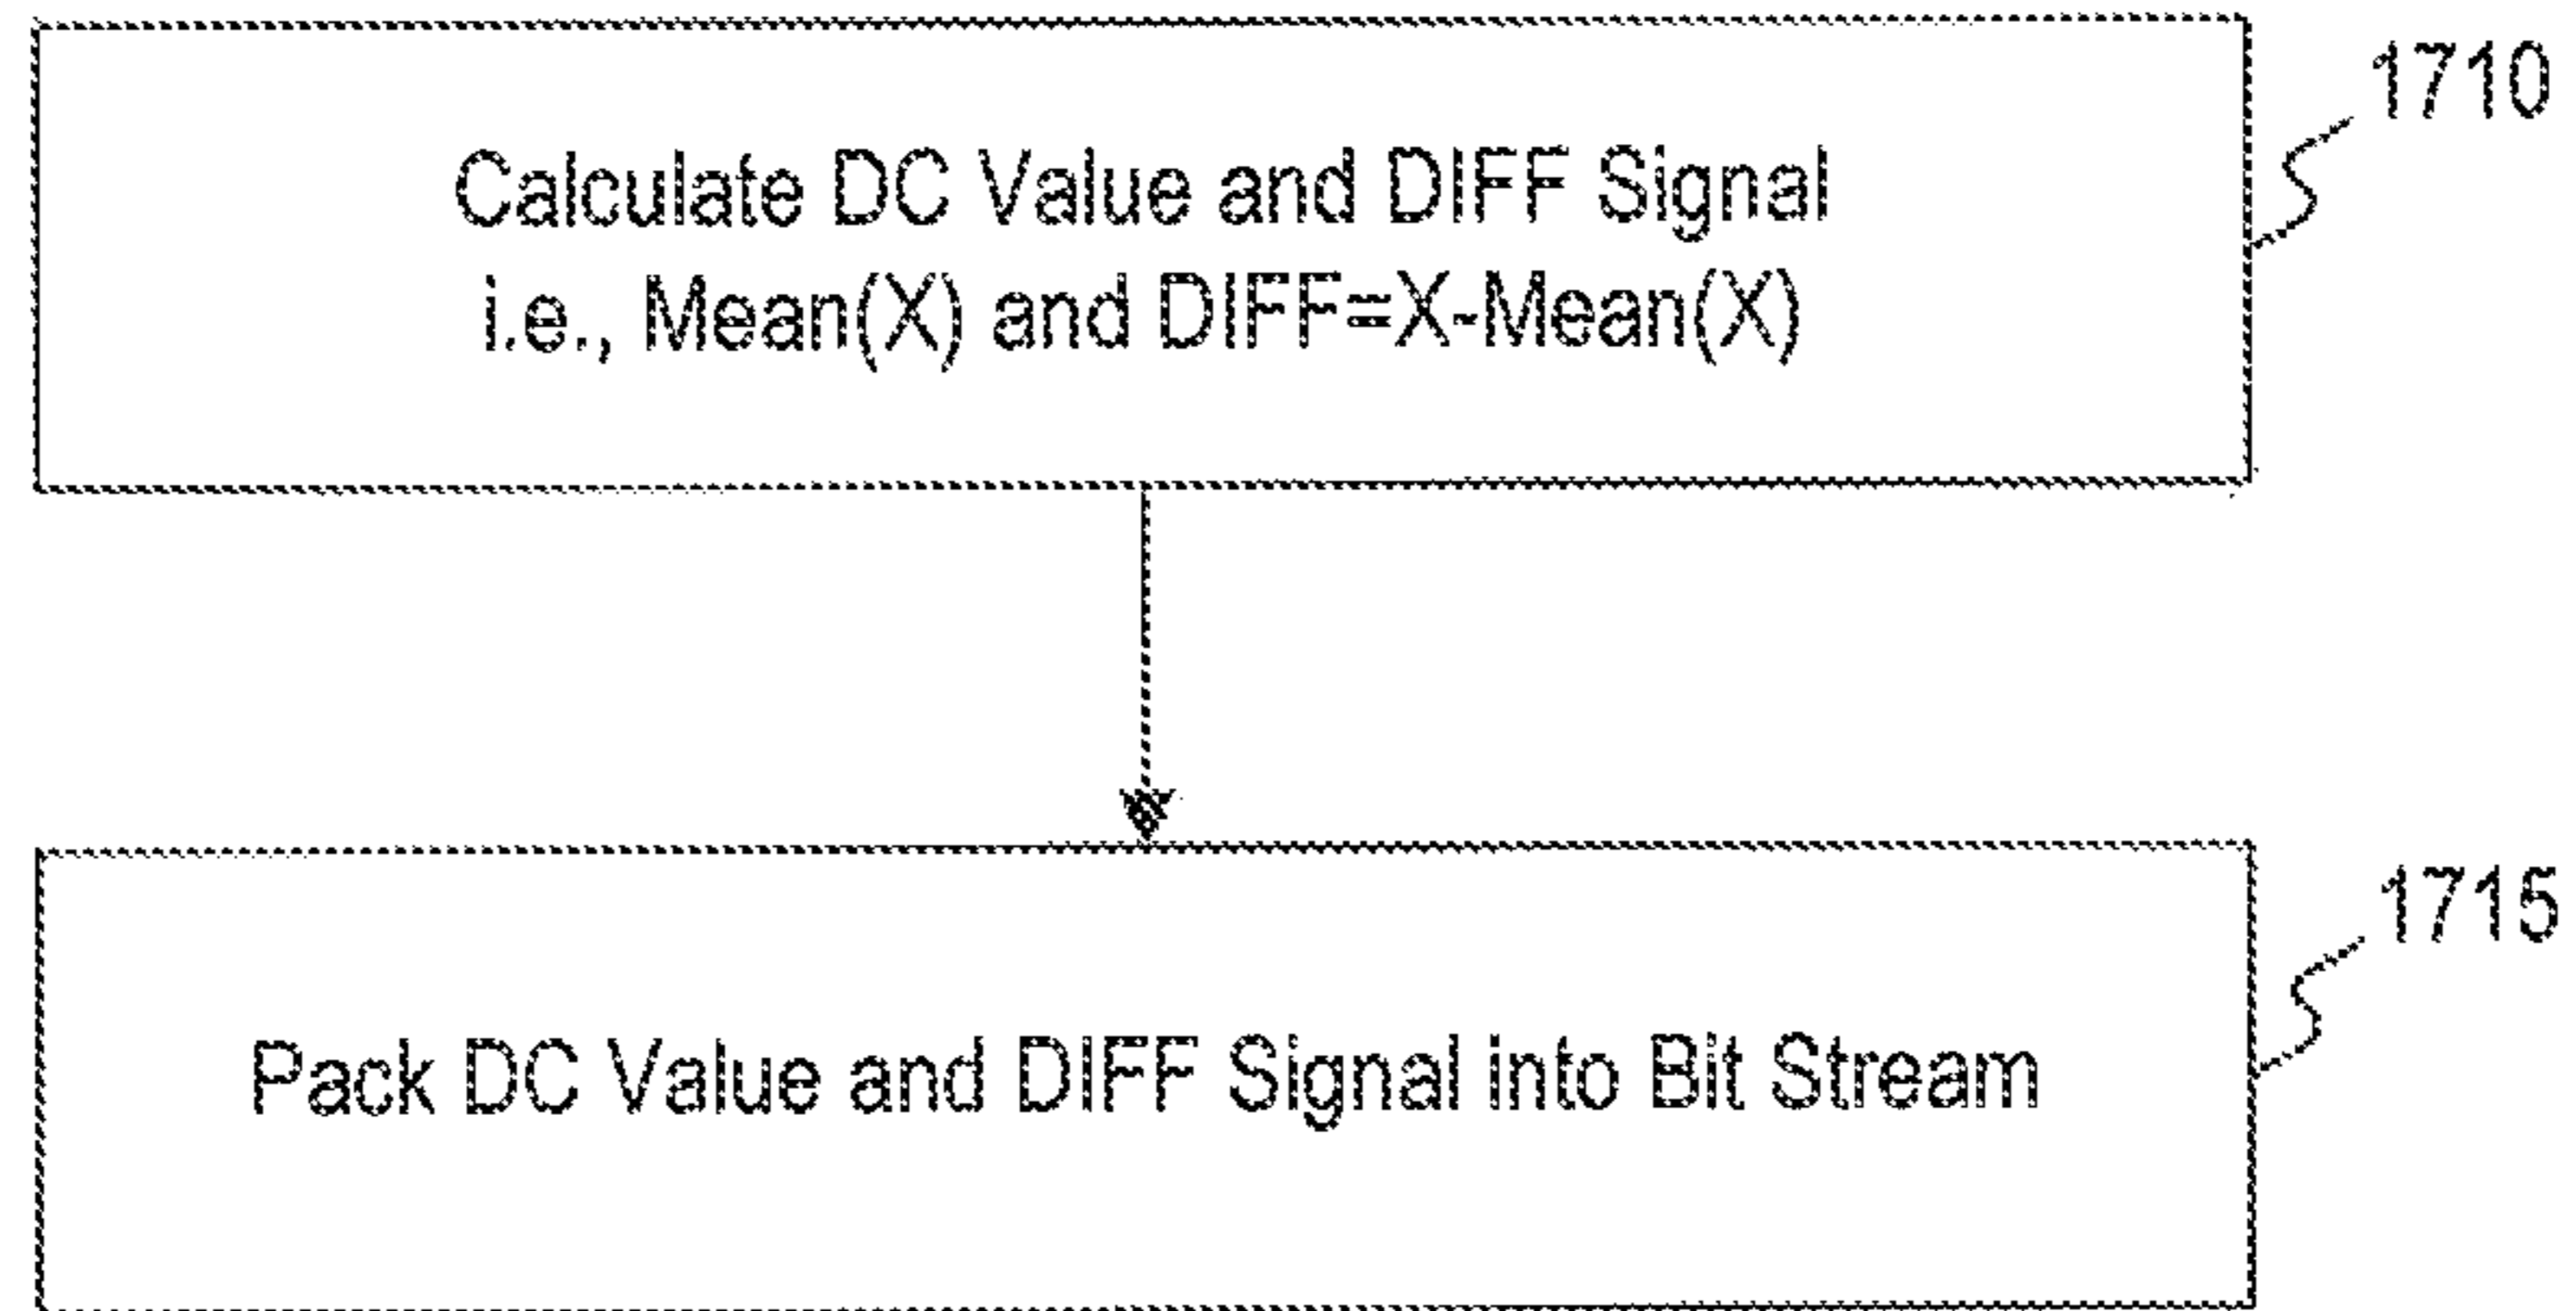 1710
Calculate DC Value and DIFF Signal
i.e., Mean(X) and DIFF=X-Mean(X)
1715
Pack DC Value and DIFF Signal into Bit Stream